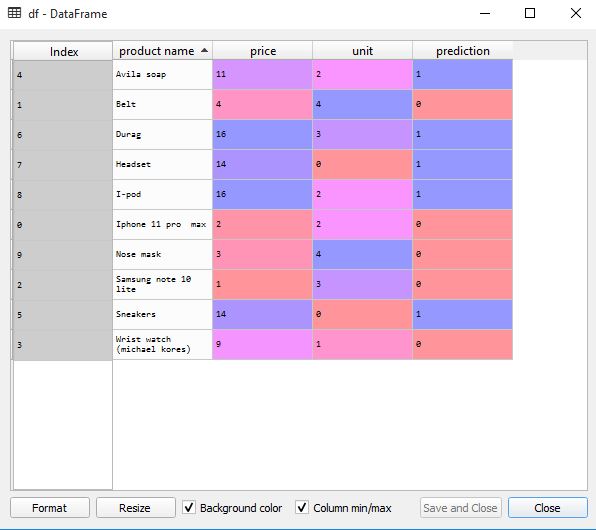 df - DataFrame
Index product name price unit prediction
4 Avila soap 11 2 1
1 Belt 4 4 0
6 Durag 16 3 1
7 Headset 14 0 1
8 I-pod 16 2 1
0 Iphone 11 pro max 2 2 0
9 Nose mask 3 4 0
2 Samsung note 10 lite 1 3 0
5 Sneakers 14 0 1
3 Wrist watch (michael kores) 9 1 0
Format Resize Background color Column min/max Save and Close Close